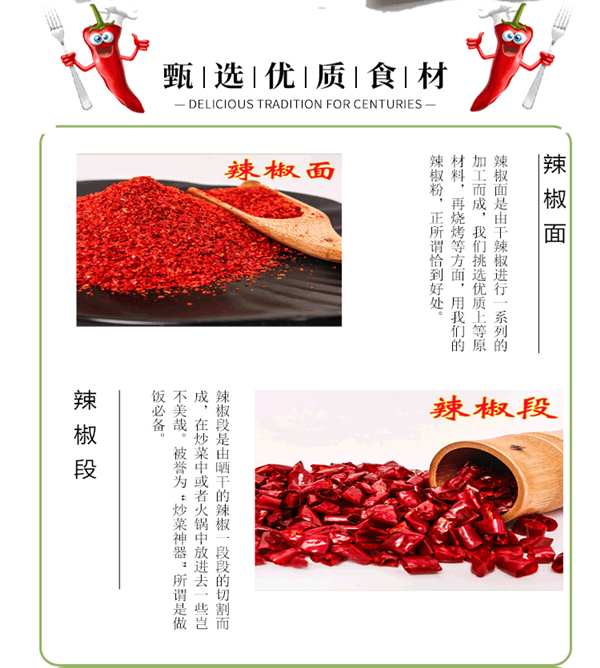 甄选优质食材
DELICIOUS TRADITION FOR CENTURIES
辣椒面
辣椒面
辣椒面是由干辣椒进行一系列的
加工而成，我们挑选优质上等原
材料，再烧烤等方面，用我们的
辣椒粉，正所谓恰到好处。
辣椒段
辣椒段
辣椒段是由晒干的辣椒一段段的切割而
成，在炒菜中或者火锅中放进去一些岂
不美哉。被誉为“炒菜神器”所谓是做
饭必备。